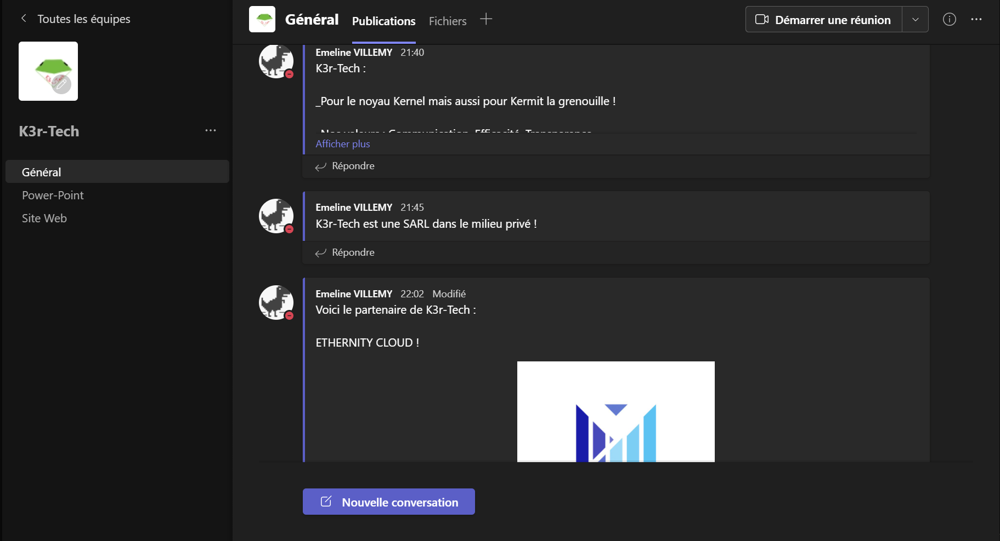 Toutes les équipes
K3r-Tech
Général
Power-Point
Site Web
Général Publications Fichiers
Démarrer une réunion
Emeline VILLEMY 21:40
K3r-Tech :
_Pour le noyau Kernel mais aussi pour Kermit la grenouille !
_Nos valeurs : Communication, Efficacité, Transparence
Afficher plus
Répondre
Emeline VILLEMY 21:45
K3r-Tech est une SARL dans le milieu privé !
Répondre
Emeline VILLEMY 22:02 Modifié
Voici le partenaire de K3r-Tech :
ETHERNITY CLOUD !
Nouvelle conversation